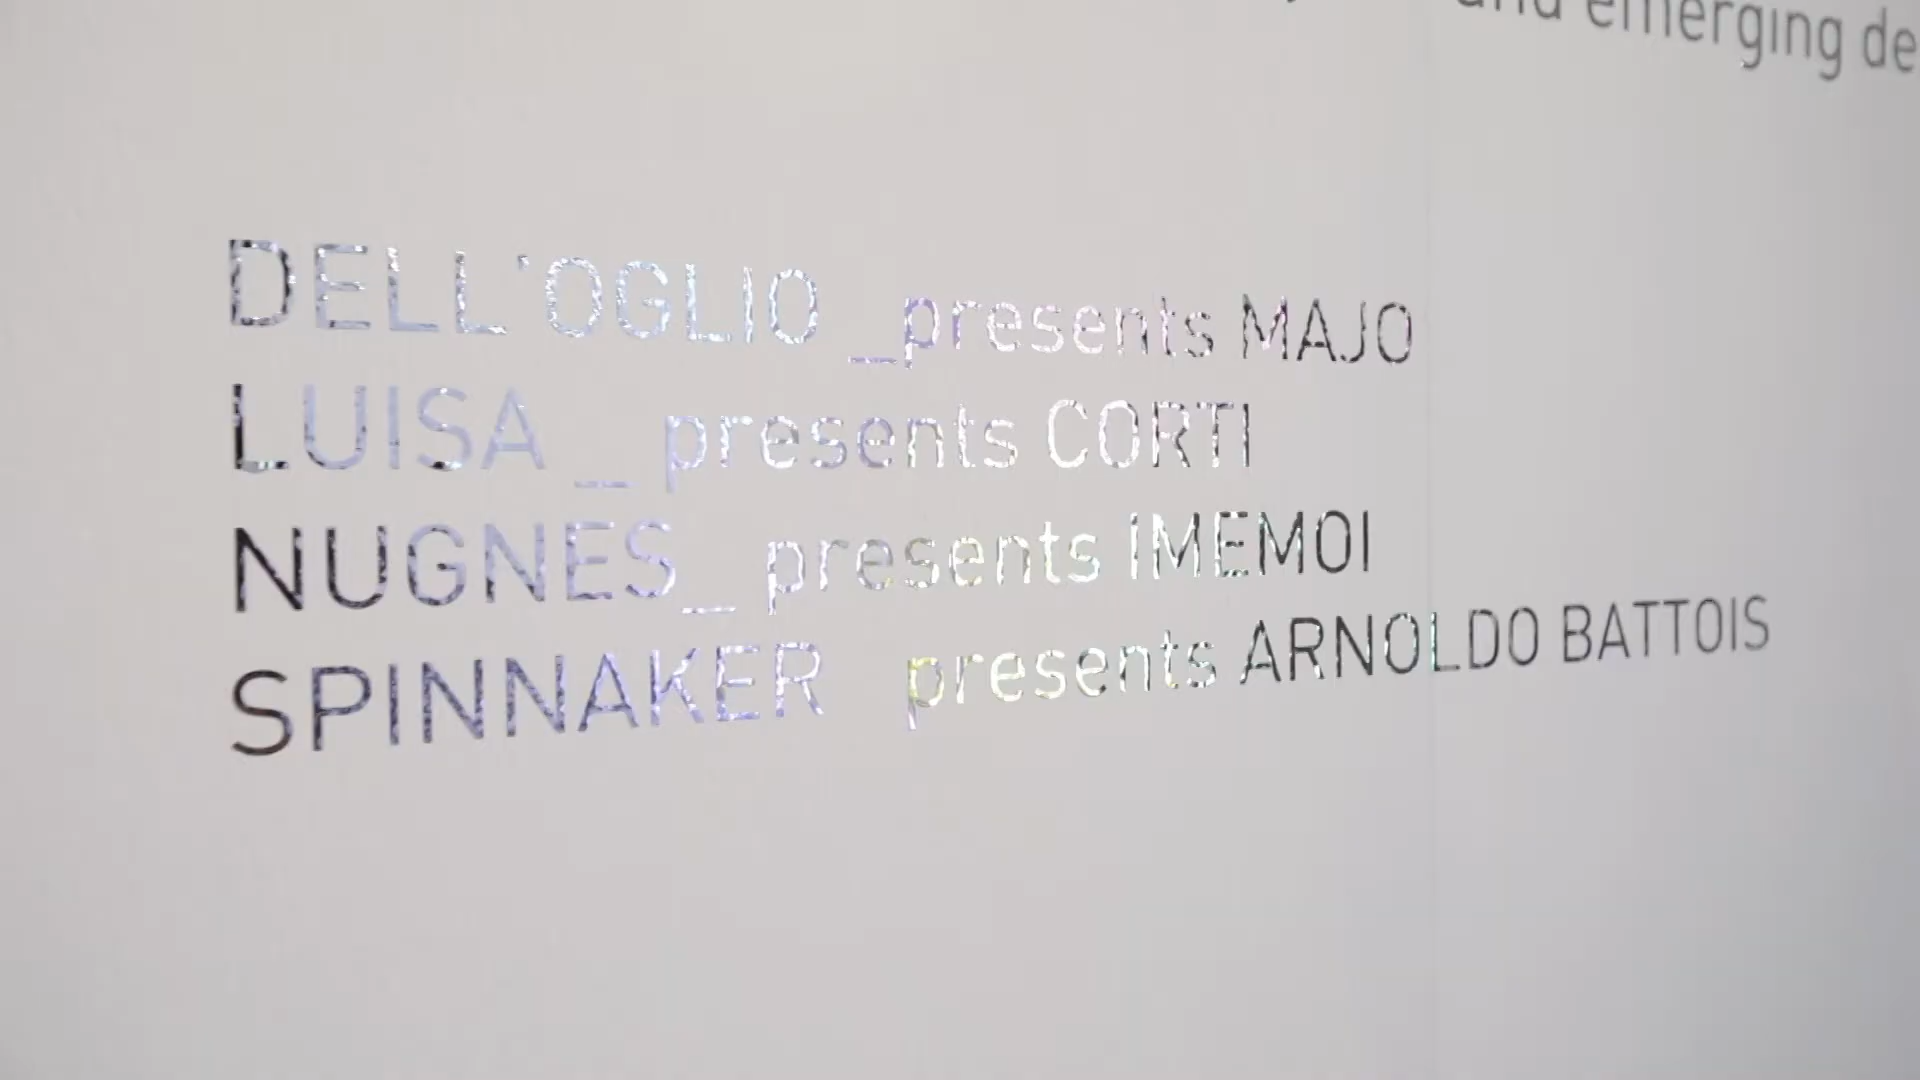 and emerging de
DELL'OGLIO _presents MAJO
LUISA _ presents CORTI
NUGNES_ presents IMEMOI
SPINNAKER presents ARNOLDO BATTOIS